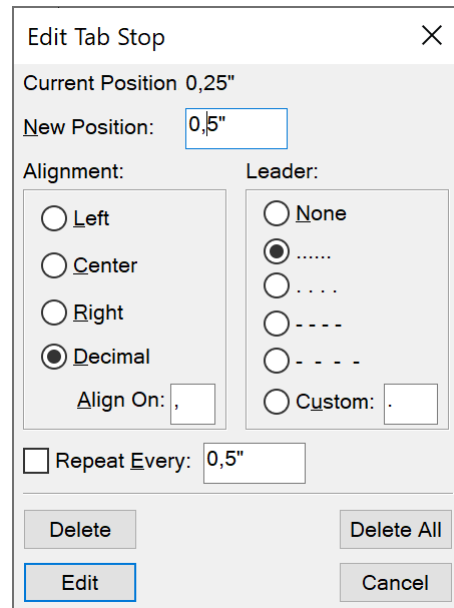 Edit Tab Stop
Current Position 0,25"
New Position: 0,5"
Alignment: Leader:
Left
Center
Right
Decimal
Align On: ,
None
......
. . . .
- - - -
-  -  -  -
Custom: .
Repeat Every: 0,5"
Delete Delete All
Edit Cancel